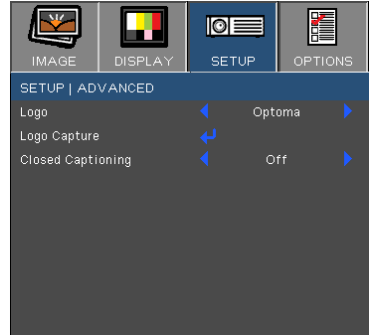 IMAGE DISPLAY SETUP OPTIONS
SETUP | ADVANCED
Logo Optoma
Logo Capture
Closed Captioning Off